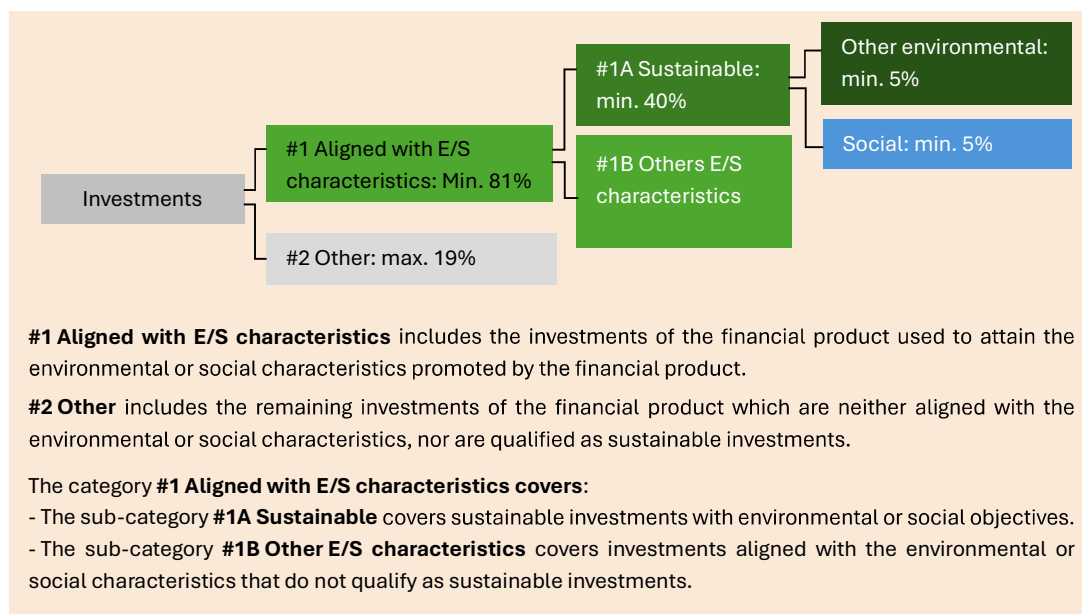 Investments
#1 Aligned with E/S
characteristics: Min. 81%
#2 Other: max. 19%
#1A Sustainable:
min. 40%
#1B Others E/S
characteristics
Other environmental:
min. 5%
Social: min. 5%
#1 Aligned with E/S characteristics includes the investments of the financial product used to attain the
environmental or social characteristics promoted by the financial product.
#2 Other includes the remaining investments of the financial product which are neither aligned with the
environmental or social characteristics, nor are qualified as sustainable investments.
The category #1 Aligned with E/S characteristics covers:
- The sub-category #1A Sustainable covers sustainable investments with environmental or social objectives.
- The sub-category #1B Other E/S characteristics covers investments aligned with the environmental or
social characteristics that do not qualify as sustainable investments.